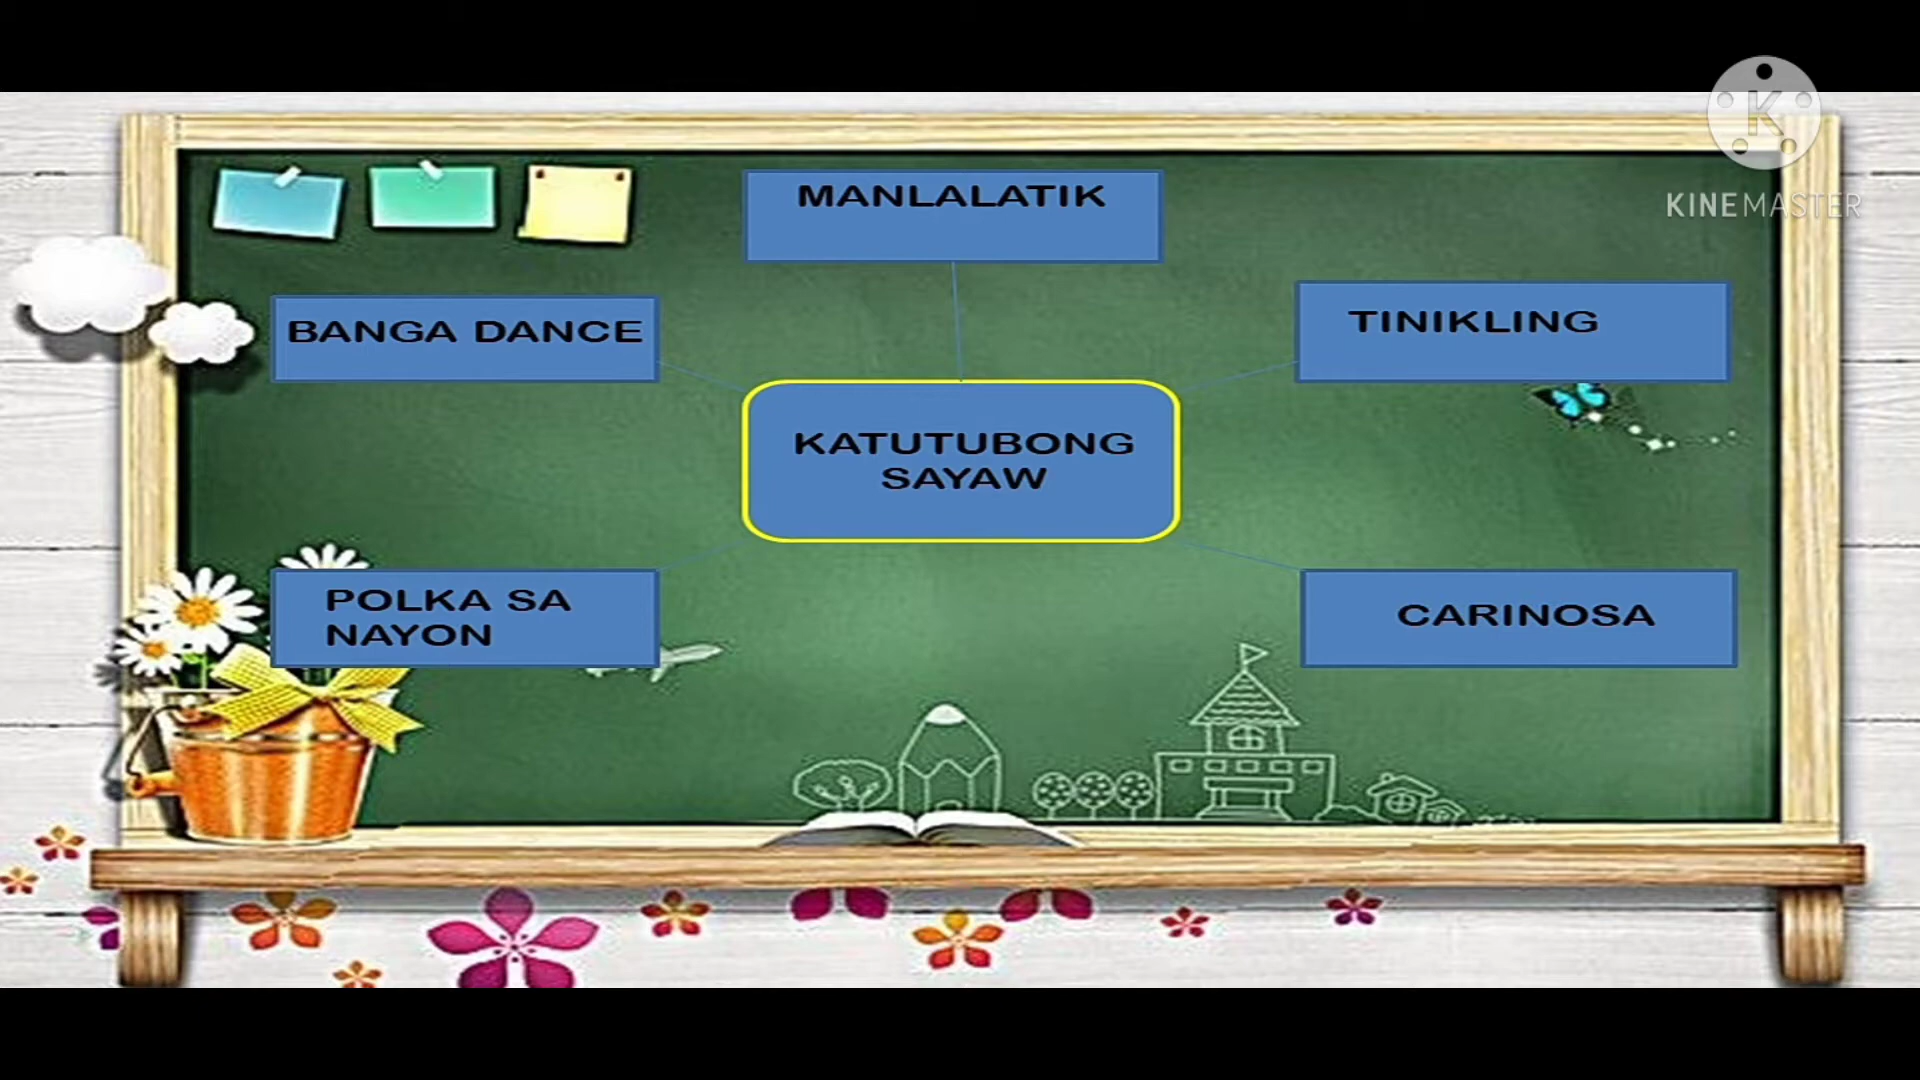 MANLALATIK
K
KINEMASTER
BANGA DANCE
TINIKLING
KATUTUBONG
SAYAW
POLKA SA
NAYON
CARINOSA